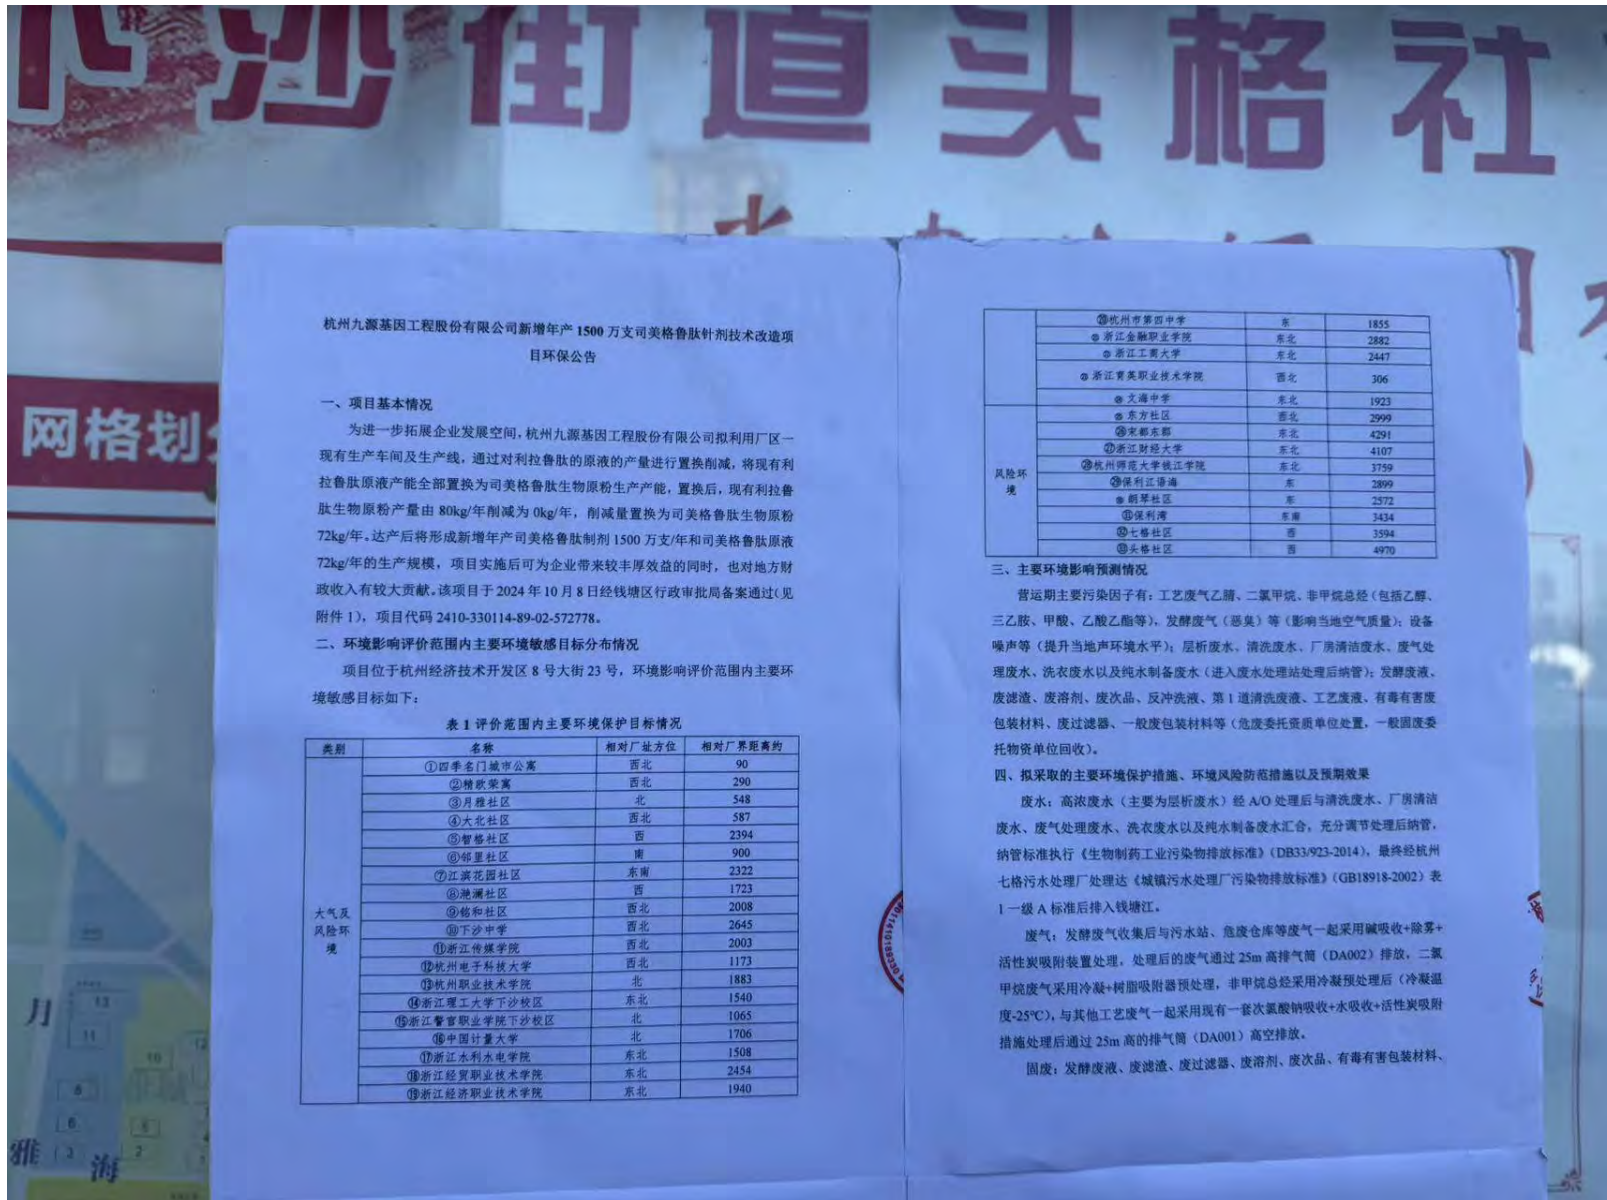 下沙街道头格社
网格划
月
雅
海
13
11
10
12
8
6
6
3
2
杭州九源基因工程股份有限公司新增年产 1500 万支司美格鲁肽针剂技术改造项
目环保公告
一、项目基本情况
为进一步拓展企业发展空间，杭州九源基因工程股份有限公司拟利用厂区一
现有生产车间及生产线，通过对利拉鲁肽的原液的产量进行置换削减，将现有利
拉鲁肽原液产能全部置换为司美格鲁肽生物原粉生产产能，置换后，现有利拉鲁
肽生物原粉产量由 80kg/年削减为 0kg/年，削减量置换为司美格鲁肽生物原粉
72kg/年。达产后将形成新增年产司美格鲁肽制剂 1500 万支/年和司美格鲁肽原液
72kg/年的生产规模，项目实施后可为企业带来较丰厚效益的同时，也对地方财
政收入有较大贡献。该项目于 2024 年 10 月 8 日经钱塘区行政审批局备案通过（见
附件 1），项目代码 2410-330114-89-02-572778。
二、环境影响评价范围内主要环境敏感目标分布情况
项目位于杭州经济技术开发区 8 号大街 23 号，环境影响评价范围内主要环
境敏感目标如下：
表 1 评价范围内主要环境保护目标情况
类别 名称 相对厂址方位 相对厂界距离约
大气及风险环境
①四季名门城市公寓 西北 90
②精欧荣寓 西北 290
③月雅社区 北 548
④大北社区 西北 587
⑤智格社区 西 2394
⑥邻里社区 南 900
⑦江滨花园社区 东南 2322
⑧滟澜社区 西 1723
⑨铭和社区 西北 2008
⑩下沙中学 西北 2645
⑪浙江传媒学院 西北 2003
⑫杭州电子科技大学 西北 1173
⑬杭州职业技术学院 北 1883
⑭浙江理工大学下沙校区 东北 1540
⑮浙江警官职业学院下沙校区 北 1065
⑯中国计量大学 北 1706
⑰浙江水利水电学院 东北 1508
⑱浙江经贸职业技术学院 东北 2454
⑲浙江经济职业技术学院 东北 1940
⑳杭州市第四中学 东 1855
㉑浙江金融职业学院 东北 2882
㉒浙江工商大学 东北 2447
㉓浙江育英职业技术学院 西北 306
㉔文海中学 东北 1923
风险环境
㉕东方社区 西北 2999
㉖宋都东郡 东北 4291
㉗浙江财经大学 东北 4107
㉘杭州师范大学钱江学院 东北 3759
㉙保利江语海 东 2899
㉚朗琴社区 东 2572
㉛保利湾 东南 3434
㉜七格社区 西 3594
㉝头格社区 西 4970
三、主要环境影响预测情况
营运期主要污染因子有：工艺废气乙腈、二氯甲烷、非甲烷总烃（包括乙醇、
三乙胺、甲酸、乙酸乙酯等），发酵废气（恶臭）等（影响当地空气质量）；设备
噪声等（提升当地声环境水平）；层析废水、清洗废水、厂房清洁废水、废气处
理废水、洗衣废水以及纯水制备废水（进入废水处理站处理后纳管）；发酵废液、
废滤渣、废溶剂、废次品、反冲洗液、第 1 道清洗废液、工艺废液、有毒有害废
包装材料、废过滤器、一般废包装材料等（危废委托资质单位处置，一般固废委
托物资单位回收）。
四、拟采取的主要环境保护措施、环境风险防范措施以及预期效果
废水：高浓废水（主要为层析废水）经 A/O 处理后与清洗废水、厂房清洁
废水、废气处理废水、洗衣废水以及纯水制备废水汇合，充分调节处理后纳管，
纳管标准执行《生物制药工业污染物排放标准》（DB33/923-2014），最终经杭州
七格污水处理厂处理达《城镇污水处理厂污染物排放标准》（GB18918-2002）表
1 一级 A 标准后排入钱塘江。
废气：发酵废气收集后与污水站、危废仓库等废气一起采用碱吸收+除雾+
活性炭吸附装置处理，处理后的废气通过 25m 高排气筒（DA002）排放，二氯
甲烷废气采用冷凝+树脂吸附器预处理，非甲烷总烃采用冷凝预处理后（冷凝温
度-25℃），与其他工艺废气一起采用现有一套次氯酸钠吸收+水吸收+活性炭吸附
措施处理后通过 25m 高的排气筒（DA001）高空排放。
固废：发酵废液、废滤渣、废过滤器、废溶剂、废次品、有毒有害包装材料、